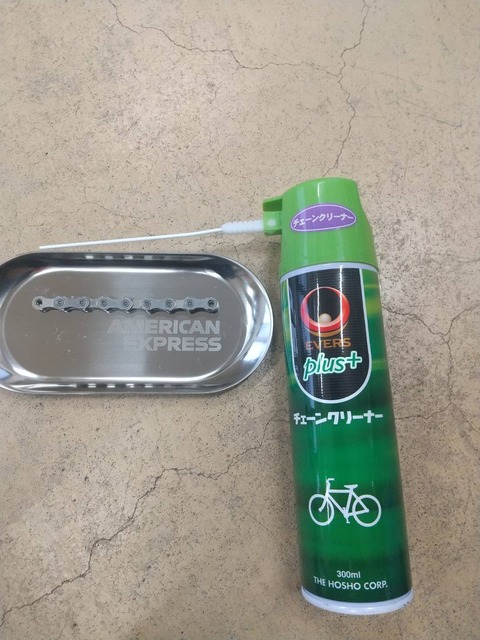 チェーンクリーナー
AMERICAN
EXPRESS
EVERS
plus+
チェーンクリーナー
300ml
THE HOSHO CORP.